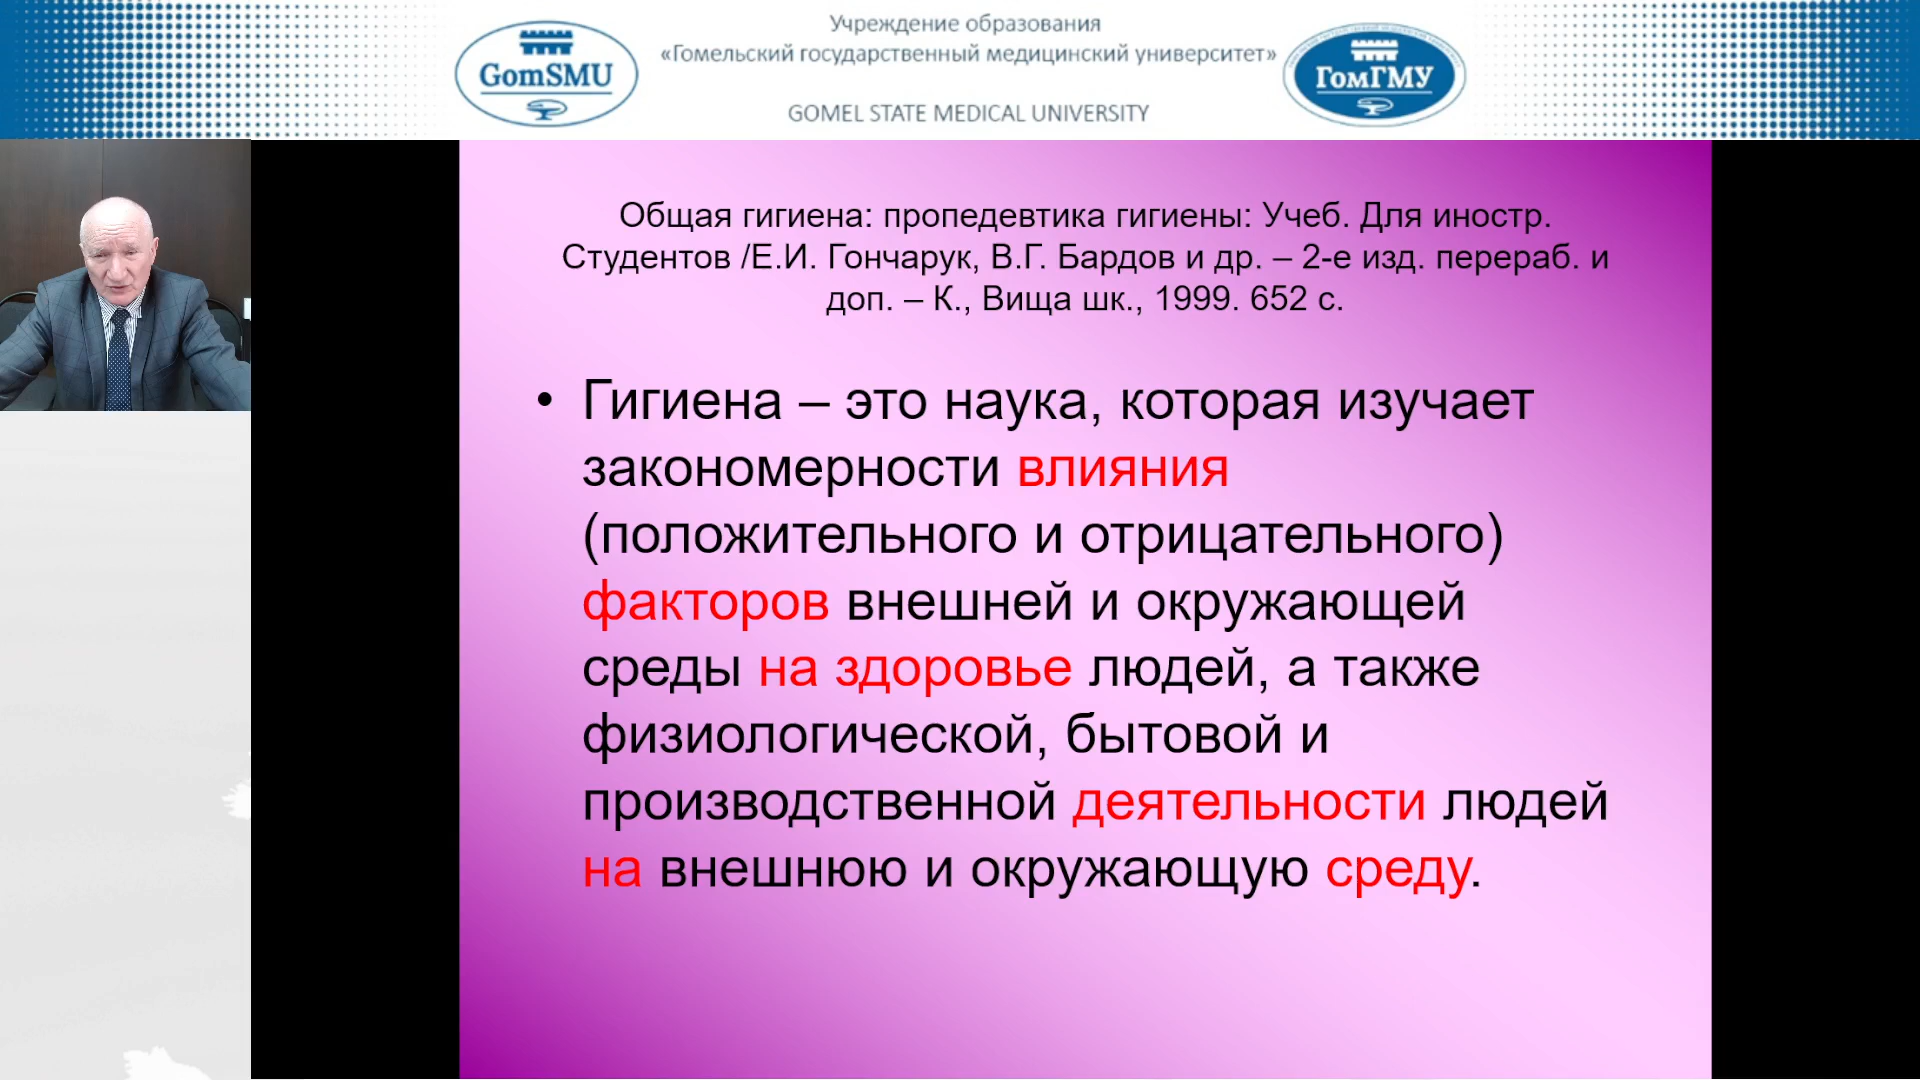 Учреждение образования
«Гомельский государственный медицинский университет»
GomSMU
ГомГМУ
GOMEL STATE MEDICAL UNIVERSITY
Общая гигиена: пропедевтика гигиены: Учеб. Для иностр.
Студентов /Е.И. Гончарук, В.Г. Бардов и др. – 2-е изд. перераб. и
доп. – К., Вища шк., 1999. 652 с.
• Гигиена – это наука, которая изучает
закономерности влияния
(положительного и отрицательного)
факторов внешней и окружающей
среды на здоровье людей, а также
физиологической, бытовой и
производственной деятельности людей
на внешнюю и окружающую среду.